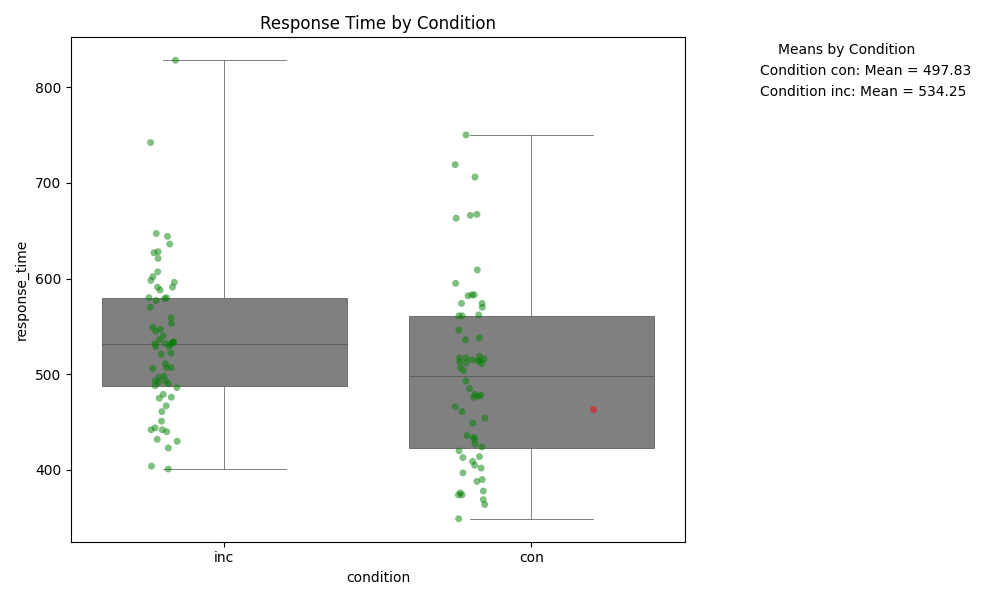 Response Time by Condition
Means by Condition
Condition con: Mean = 497.83
Condition inc: Mean = 534.25
800
700
600
500
400
response_time
inc
con
condition